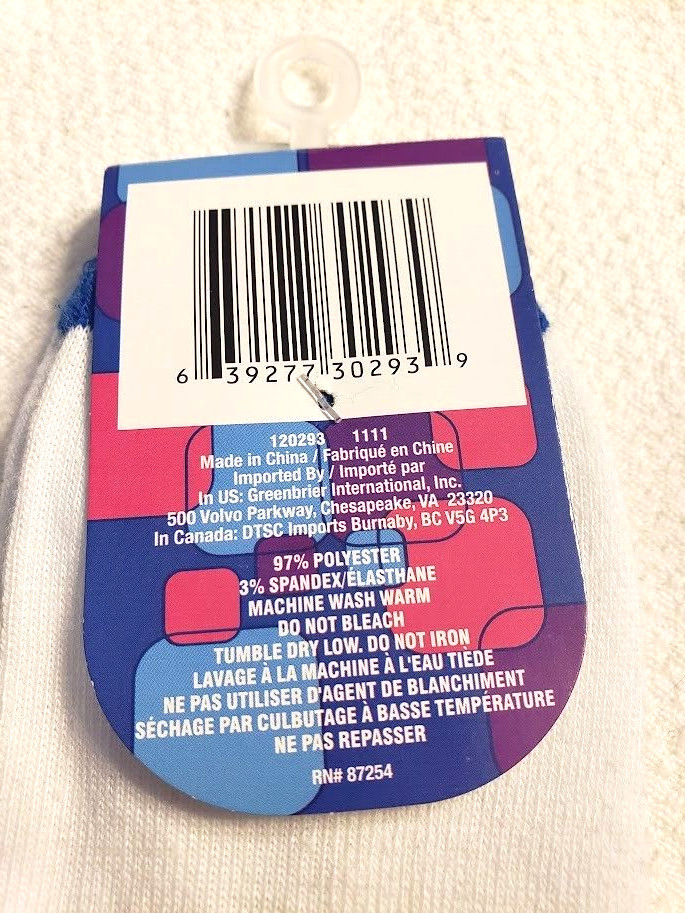 6 39277 30293 9
120293 1111
Made in China / Fabriqué en Chine
Imported By / Importé par
In US: Greenbrier International, Inc.
500 Volvo Parkway, Chesapeake, VA 23320
In Canada: DTSC Imports Burnaby, BC V5G 4P3
97% POLYESTER
3% SPANDEX/ÉLASTHANE
MACHINE WASH WARM
DO NOT BLEACH
TUMBLE DRY LOW. DO NOT IRON
LAVAGE À LA MACHINE À L'EAU TIÈDE
NE PAS UTILISER D'AGENT DE BLANCHIMENT
SÉCHAGE PAR CULBUTAGE À BASSE TEMPÉRATURE
NE PAS REPASSER
RN# 87254